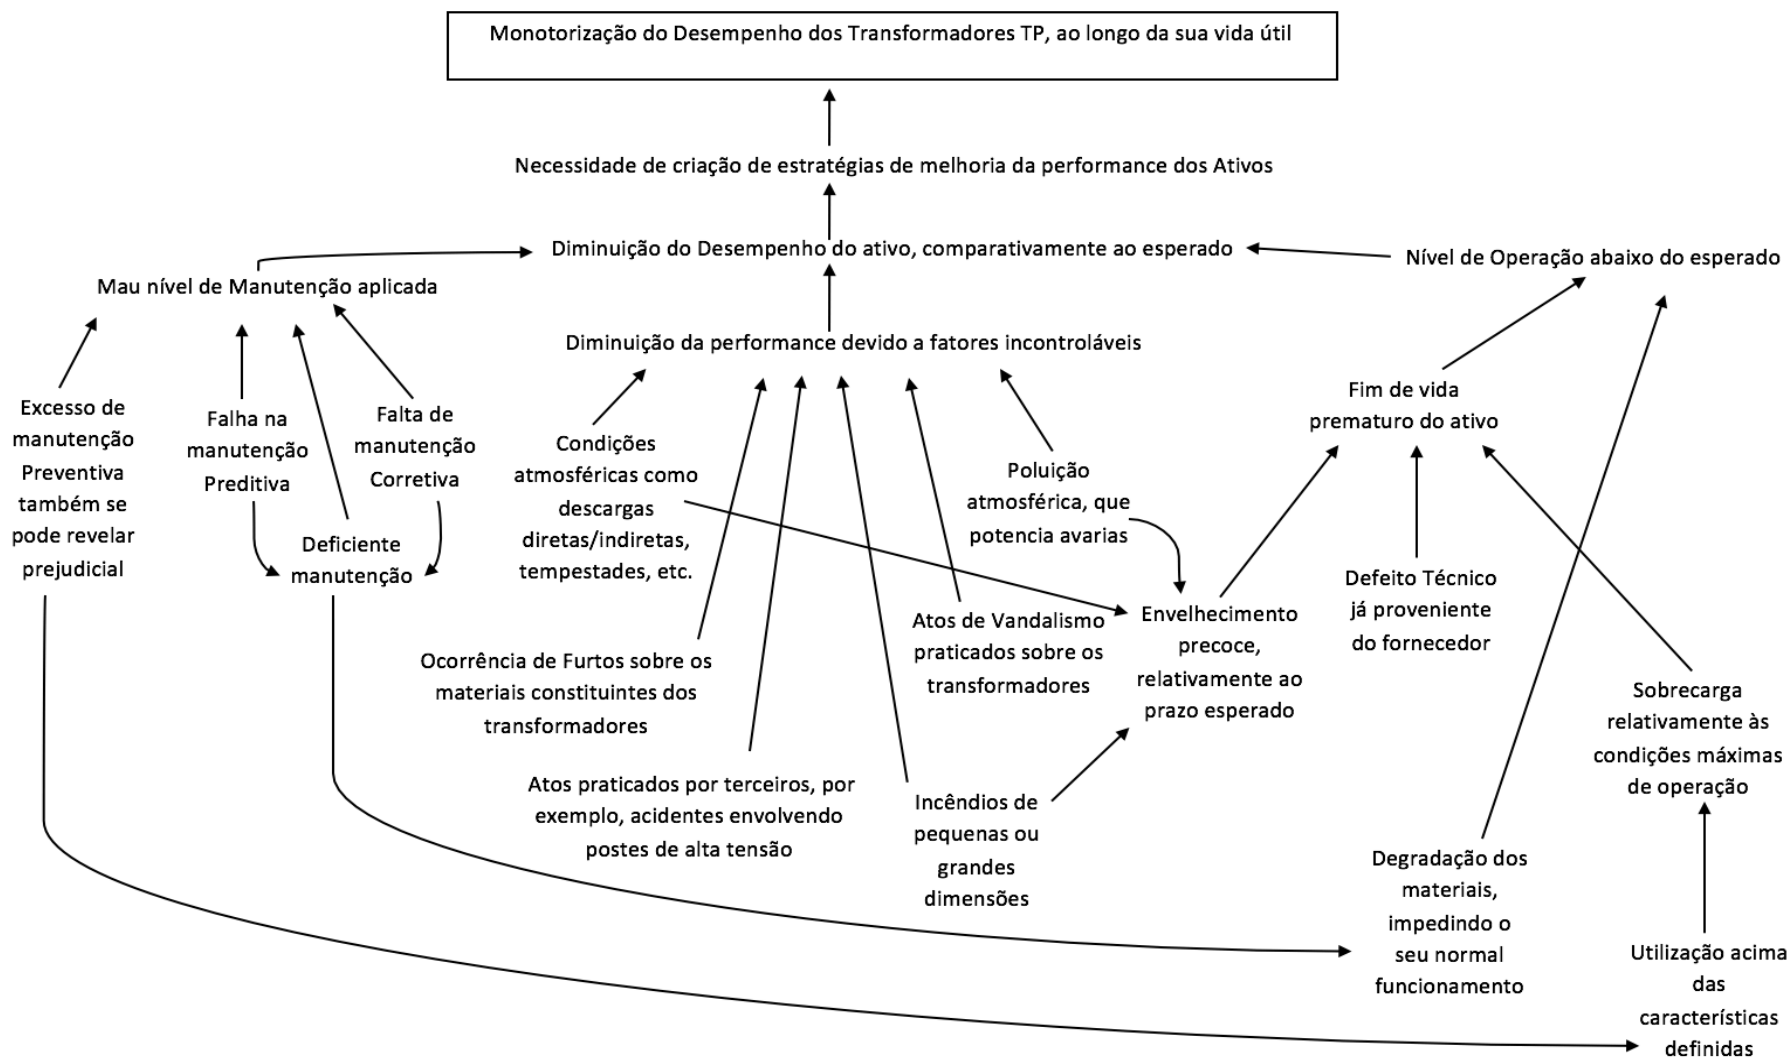 Monotorização do Desempenho dos Transformadores TP, ao longo da sua vida útil
Necessidade de criação de estratégias de melhoria da performance dos Ativos
Diminuição do Desempenho do ativo, comparativamente ao esperado
Nível de Operação abaixo do esperado
Mau nível de Manutenção aplicada
Diminuição da performance devido a fatores incontroláveis
Excesso de
manutenção
Preventiva
também se
pode revelar
prejudicial
Falha na
manutenção
Preditiva
Falta de
manutenção
Corretiva
Deficiente
manutenção
Condições
atmosféricas como
descargas
diretas/indiretas,
tempestades, etc.
Ocorrência de Furtos sobre os
materiais constituintes dos
transformadores
Atos praticados por terceiros, por
exemplo, acidentes envolvendo
postes de alta tensão
Incêndios de
pequenas ou
grandes
dimensões
Atos de Vandalismo
praticados sobre os
transformadores
Poluição
atmosférica, que
potencia avarias
Envelhecimento
precoce,
relativamente ao
prazo esperado
Fim de vida
prematuro do ativo
Defeito Técnico
já proveniente
do fornecedor
Sobrecarga
relativamente às
condições máximas
de operação
Degradação dos
materiais,
impedindo o
seu normal
funcionamento
Utilização acima
das
características
definidas